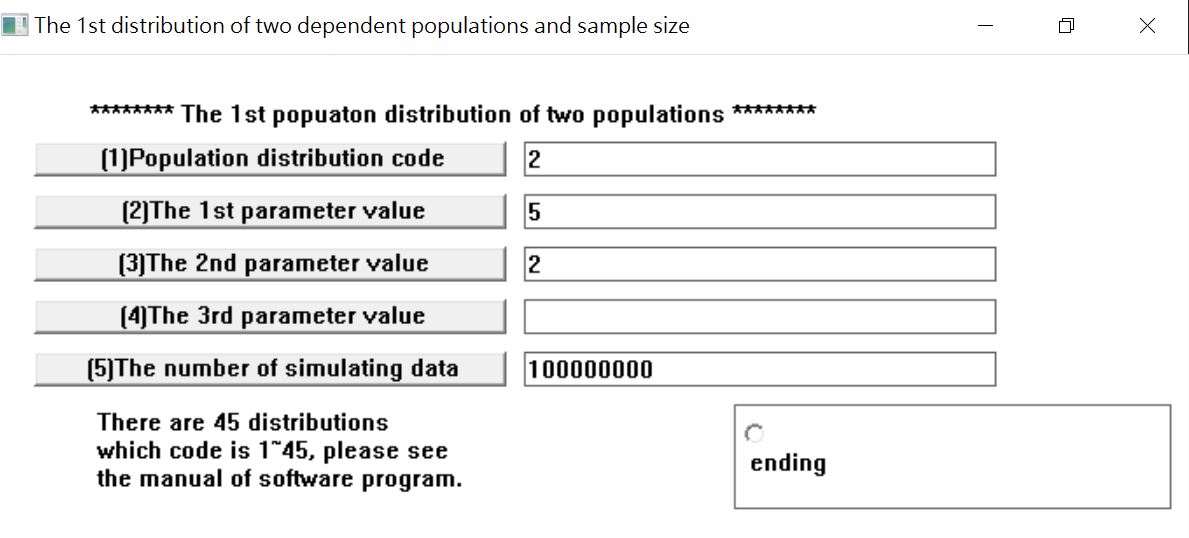 The 1st distribution of two dependent populations and sample size
******** The 1st popuaton distribution of two populations ********
(1)Population distribution code 2
(2)The 1st parameter value 5
(3)The 2nd parameter value 2
(4)The 3rd parameter value
(5)The number of simulating data 100000000
There are 45 distributions
which code is 1~45, please see
the manual of software program.
ending